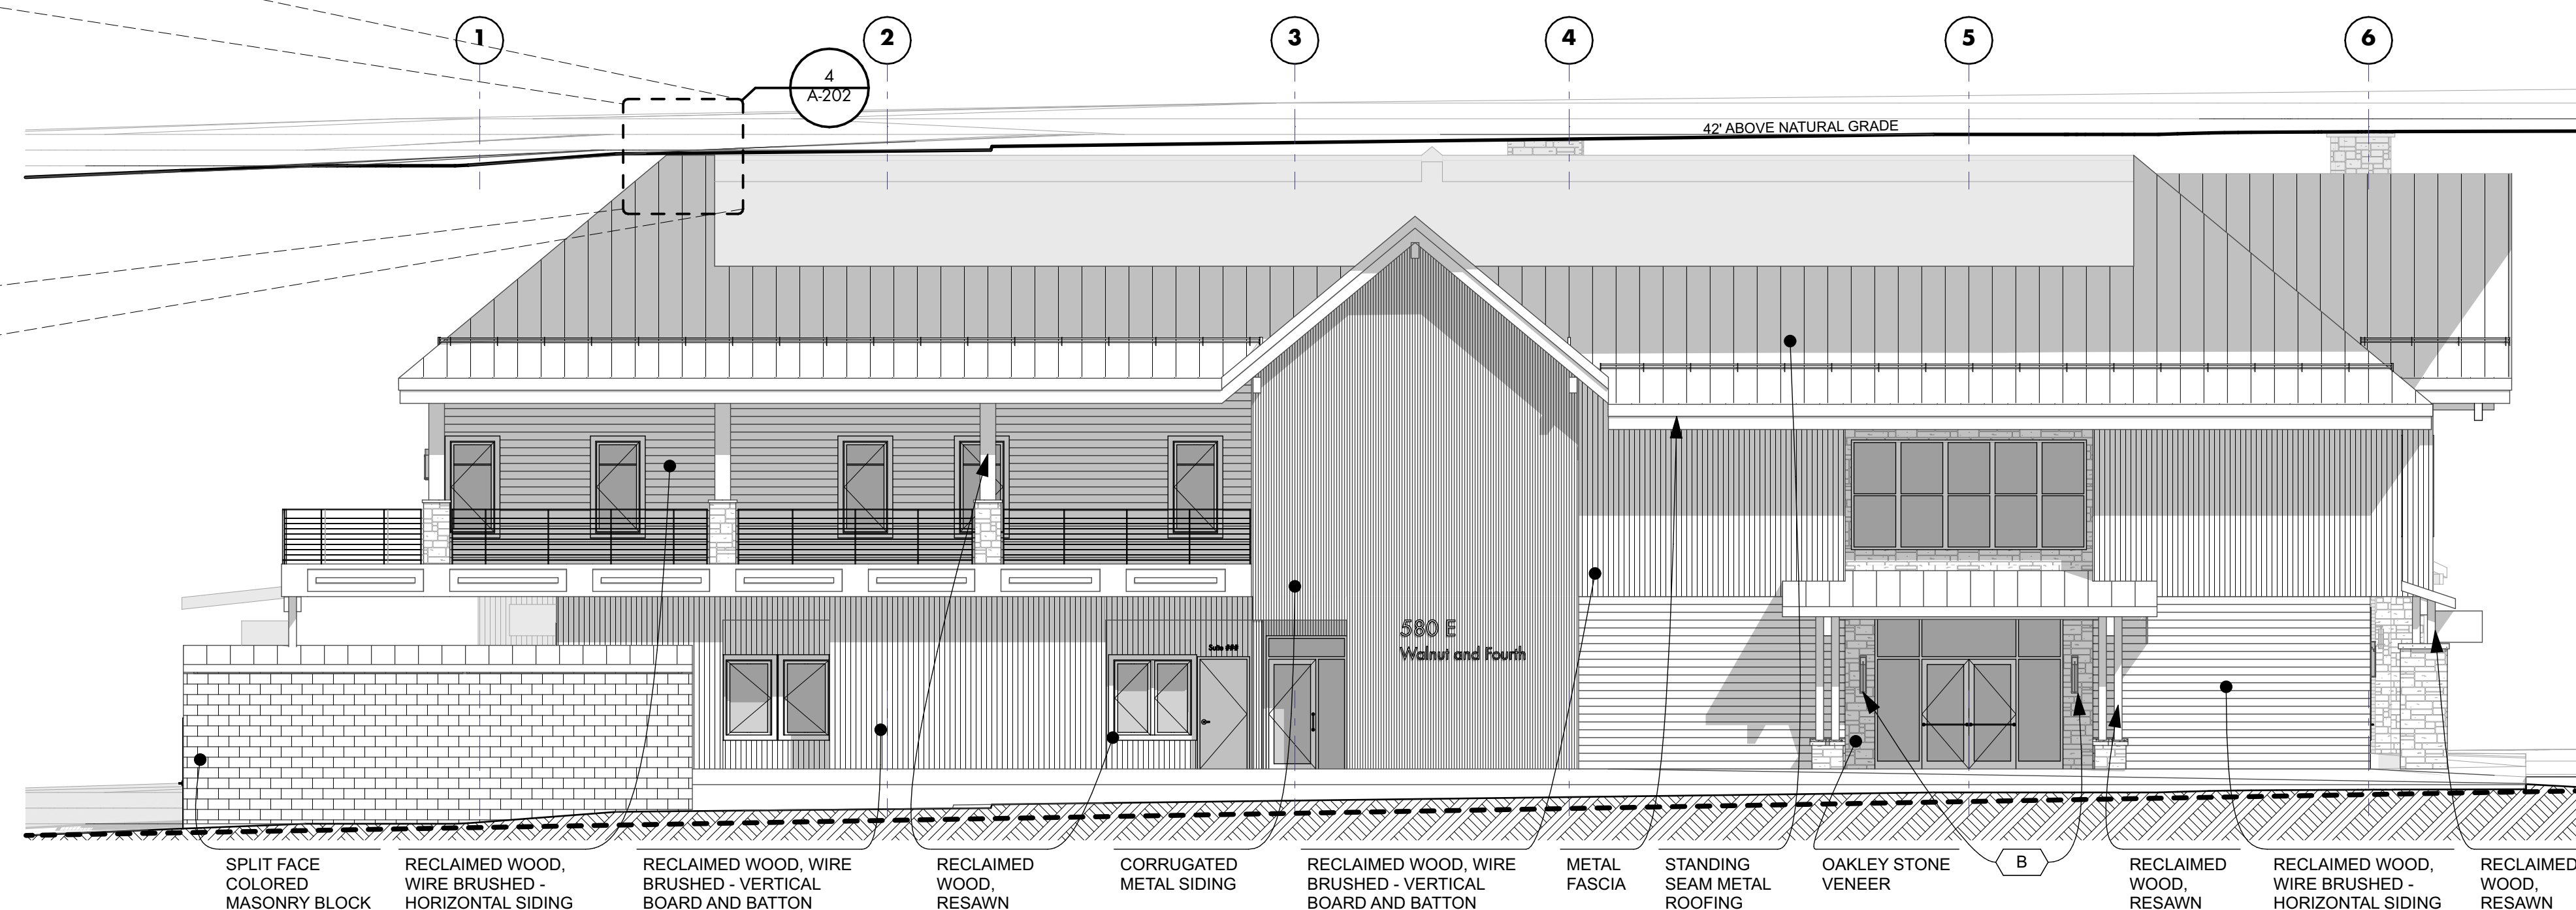 1
2
3
4
5
6
4
A-202
42' ABOVE NATURAL GRADE
580 E
Walnut and Fourth
Suite ###
SPLIT FACE
COLORED
MASONRY BLOCK
RECLAIMED WOOD,
WIRE BRUSHED -
HORIZONTAL SIDING
RECLAIMED WOOD, WIRE
BRUSHED - VERTICAL
BOARD AND BATTON
RECLAIMED
WOOD,
RESAWN
CORRUGATED
METAL SIDING
RECLAIMED WOOD, WIRE
BRUSHED - VERTICAL
BOARD AND BATTON
METAL
FASCIA
STANDING
SEAM METAL
ROOFING
OAKLEY STONE
VENEER
B
RECLAIMED
WOOD,
RESAWN
RECLAIMED WOOD,
WIRE BRUSHED -
HORIZONTAL SIDING
RECLAIMED
WOOD,
RESAWN